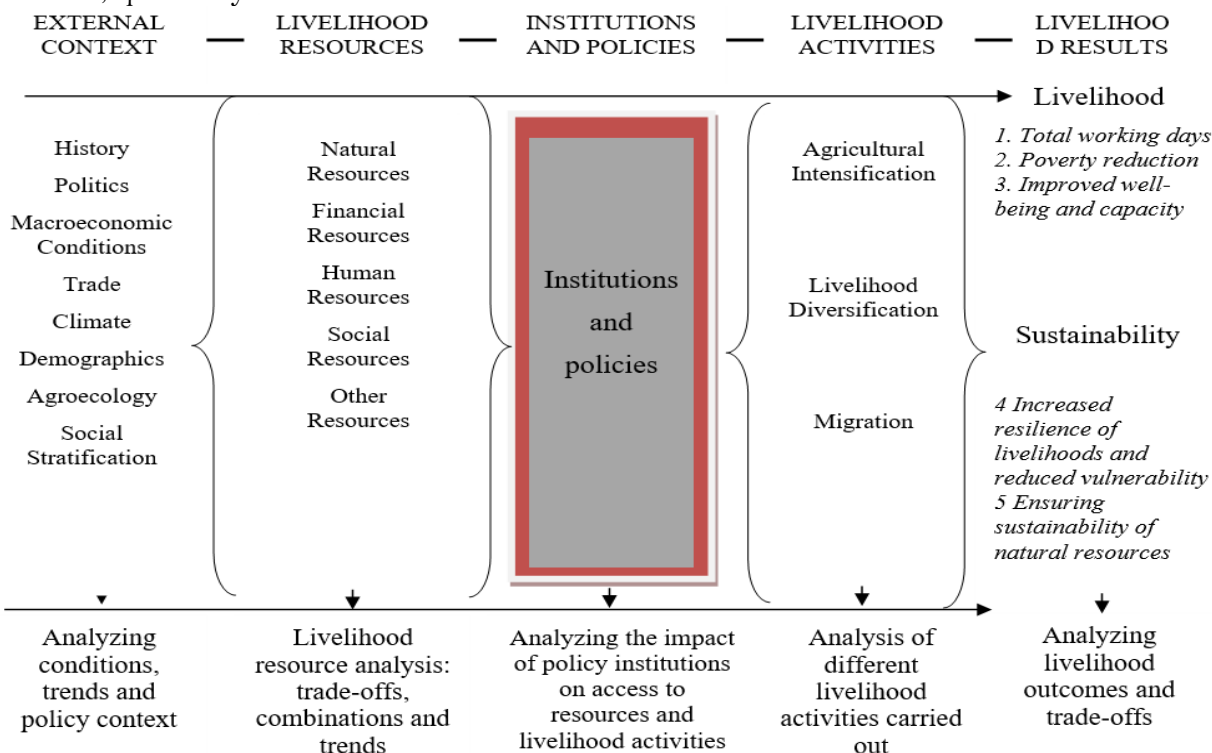 EXTERNAL
CONTEXT
LIVELIHOOD
RESOURCES
INSTITUTIONS
AND POLICIES
LIVELIHOOD
ACTIVITIES
LIVELIHOO
D RESULTS
History
Politics
Macroeconomic
Conditions
Trade
Climate
Demographics
Agroecology
Social
Stratification
Natural
Resources
Financial
Resources
Human
Resources
Social
Resources
Other
Resources
Institutions
and
policies
Agricultural
Intensification
Livelihood
Diversification
Migration
Livelihood
1. Total working days
2. Poverty reduction
3. Improved well-
being and capacity
Sustainability
4 Increased
resilience of
livelihoods and
reduced vulnerability
5 Ensuring
sustainability of
natural resources
Analyzing
conditions,
trends and
policy context
Livelihood
resource analysis:
trade-offs,
combinations and
trends
Analyzing the impact
of policy institutions
on access to
resources and
livelihood activities
Analysis of
different
livelihood
activities carried
out
Analyzing
livelihood
outcomes and
trade-offs